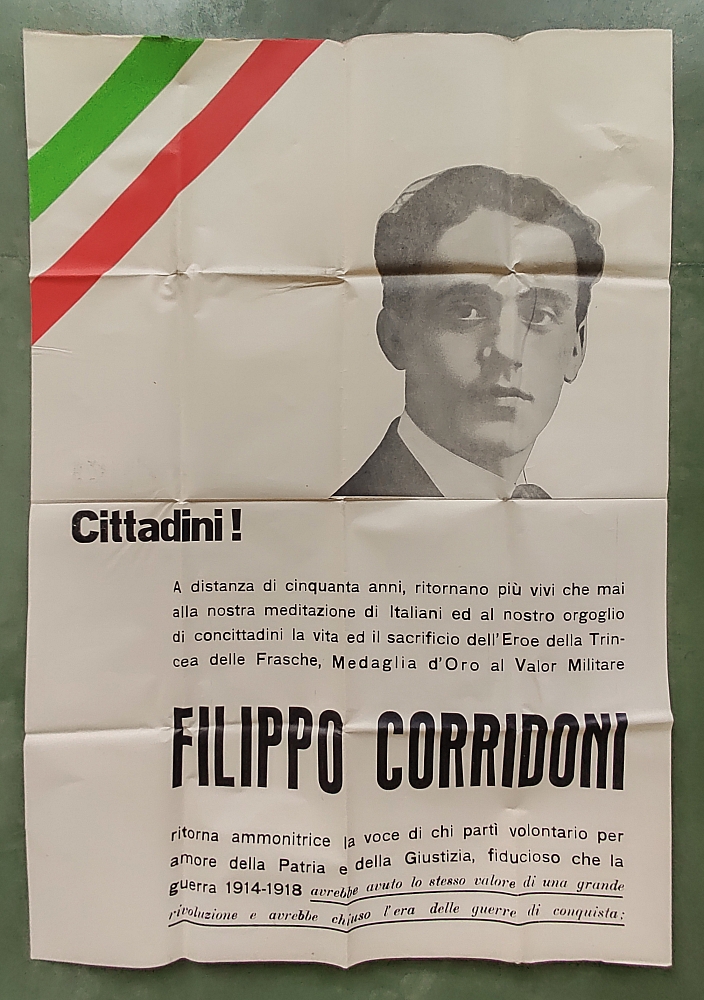 Cittadini !
A distanza di cinquanta anni, ritornano più vivi che mai
alla nostra meditazione di Italiani ed al nostro orgoglio
di concittadini la vita ed il sacrificio dell'Eroe della Trin-
cea delle Frasche, Medaglia d'Oro al Valor Militare
FILIPPO CORRIDONI
ritorna ammonitrice la voce di chi partì volontario per
amore della Patria e della Giustizia, fiducioso che la
guerra 1914-1918 avrebbe avuto lo stesso valore di una grande
rivoluzione e avrebbe chiuso l'era delle guerre di conquista;